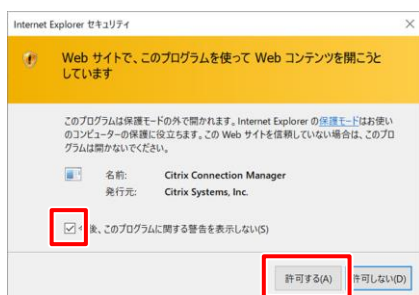 Internet Explorer セキュリティ
Web サイトで、このプログラムを使って Web コンテンツを開こうと
しています
このプログラムは保護モードの外で開かれます。Internet Explorer の保護モードはお使い
のコンピューターの保護に役立ちます。この Web サイトを信頼していない場合は、このプロ
グラムは開かないでください。
名前: Citrix Connection Manager
発行元: Citrix Systems, Inc.
後、このプログラムに関する警告を表示しない(S)
許可する(A) 許可しない(D)